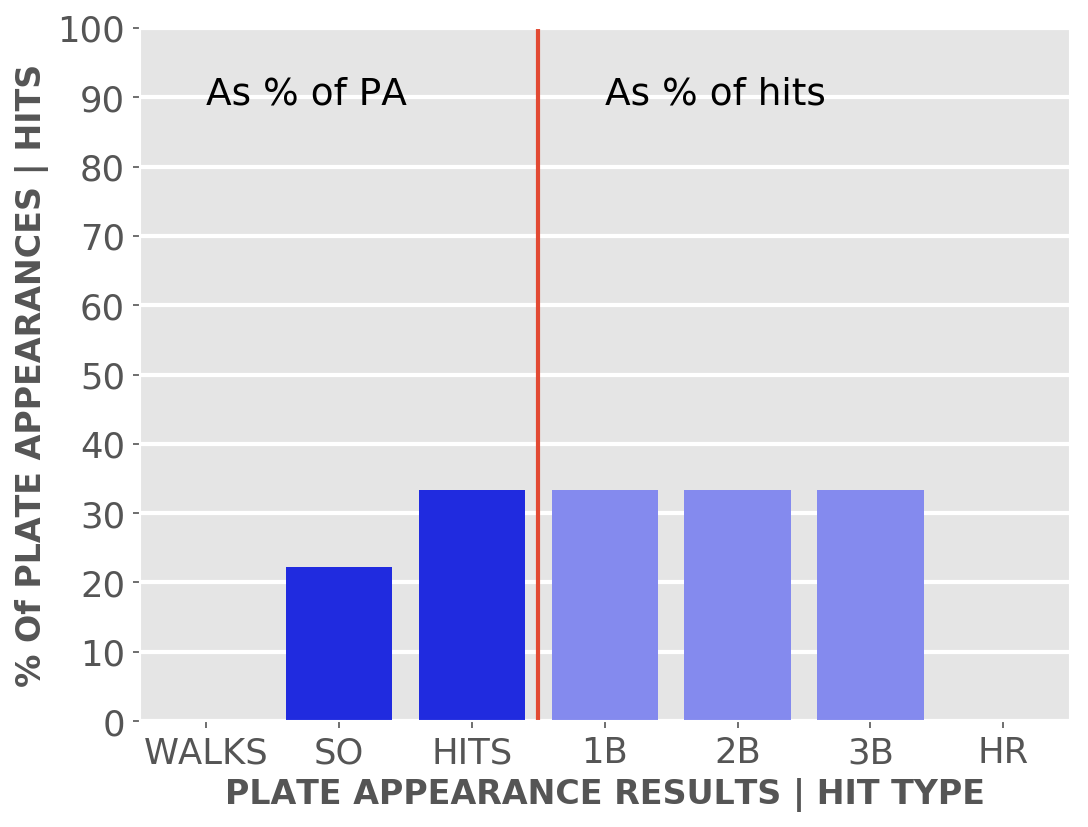 As % of PA
As % of hits
% Of PLATE APPEARANCES | HITS
100
90
80
70
60
50
40
30
20
10
0
WALKS SO HITS 1B 2B 3B HR
PLATE APPEARANCE RESULTS | HIT TYPE